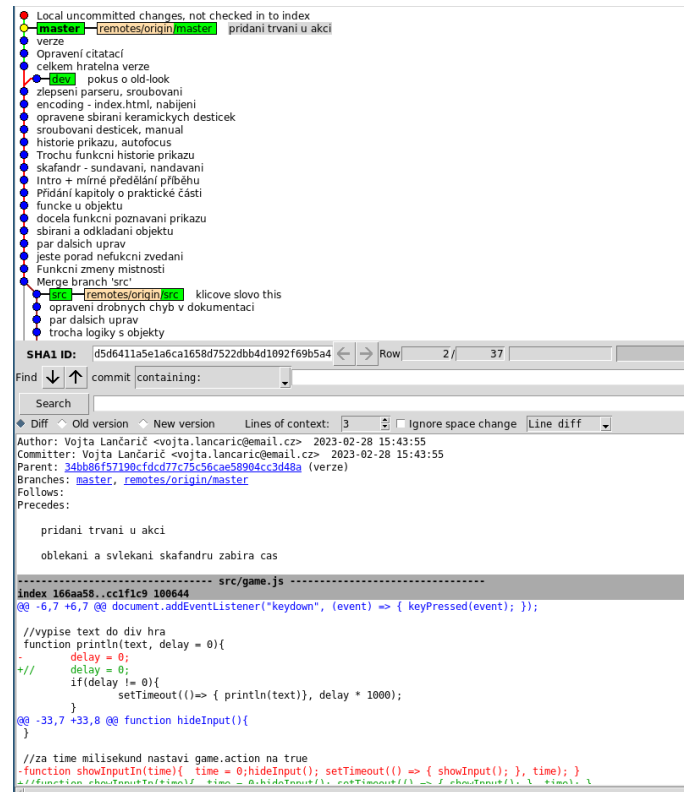 Local uncommitted changes, not checked in to index
master remotes/origin/master pridani trvani u akci
verze
Opravení citatací
celkem hratelna verze
dev pokus o old-look
zlepseni parseru, sroubovani
encoding - index.html, nabijeni
opravene sbirani keramickych desticek
sroubovani desticek, manual
historie prikazu, autofocus
Trochu funkcni historie prikazu
skafandr - sundavani, nandavani
Intro + mírné předělání příběhu
Přidání kapitoly o praktické části
funcke u objektu
docela funkcni poznavani prikazu
sbirani a odkladani objektu
par dalsich uprav
jeste porad nefukcni zvedani
Funkcni zmeny mistnosti
Merge branch 'src'
src remotes/origin/src klicove slovo this
opraveni drobnych chyb v dokumentaci
par dalsich uprav
trocha logiky s objekty
SHA1 ID: d5d6411a5e1a6ca1658d7522dbb4d1092f69b5a4 Row 2/ 37
Find commit containing:
Search
Diff Old version New version Lines of context: 3 Ignore space change Line diff
Author: Vojta Lančarič <vojta.lancaric@email.cz> 2023-02-28 15:43:55
Committer: Vojta Lančarič <vojta.lancaric@email.cz> 2023-02-28 15:43:55
Parent: 34bb86f57190cfdcd77c75c56cae58904cc3d48a (verze)
Branches: master, remotes/origin/master
Follows:
Precedes:
pridani trvani u akci
oblekani a svlekani skafandru zabira cas
--------------------------------- src/game.js ---------------------------------
index 166aa58..cc1f1c9 100644
@@ -6,7 +6,7 @@ document.addEventListener("keydown", (event) => { keyPressed(event); });
//vypise text do div hra
function println(text, delay = 0){
- delay = 0;
+// delay = 0;
if(delay != 0){
setTimeout(()=> { println(text)}, delay * 1000);
}
@@ -33,7 +33,8 @@ function hideInput(){
}
//za time milisekund nastavi game.action na true
-function showInputIn(time){ time = 0;hideInput(); setTimeout(() => { showInput(); }, time); }
+//function showInputIn(time){ time = 0;hideInput(); setTimeout(() => { showInput(); }, time); }